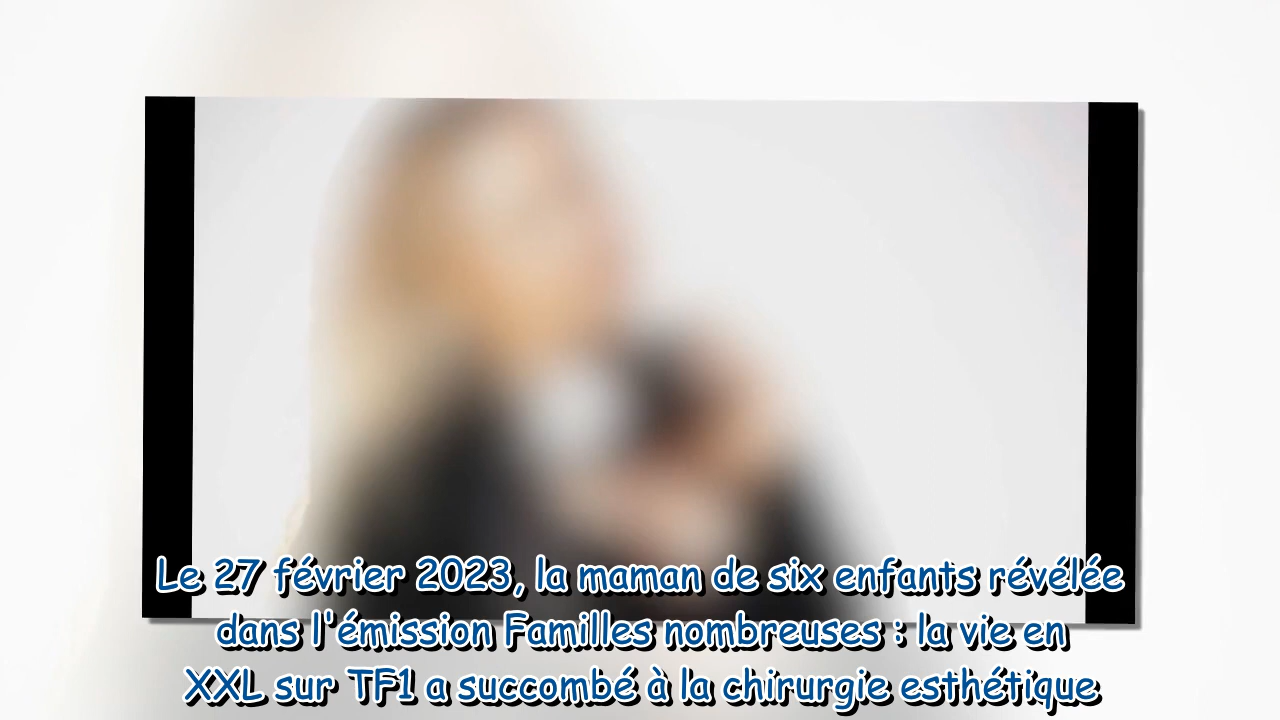 Le 27 février 2023, la maman de six enfants révélée
dans l'émission Familles nombreuses : la vie en
XXL sur TF1 a succombé à la chirurgie esthétique